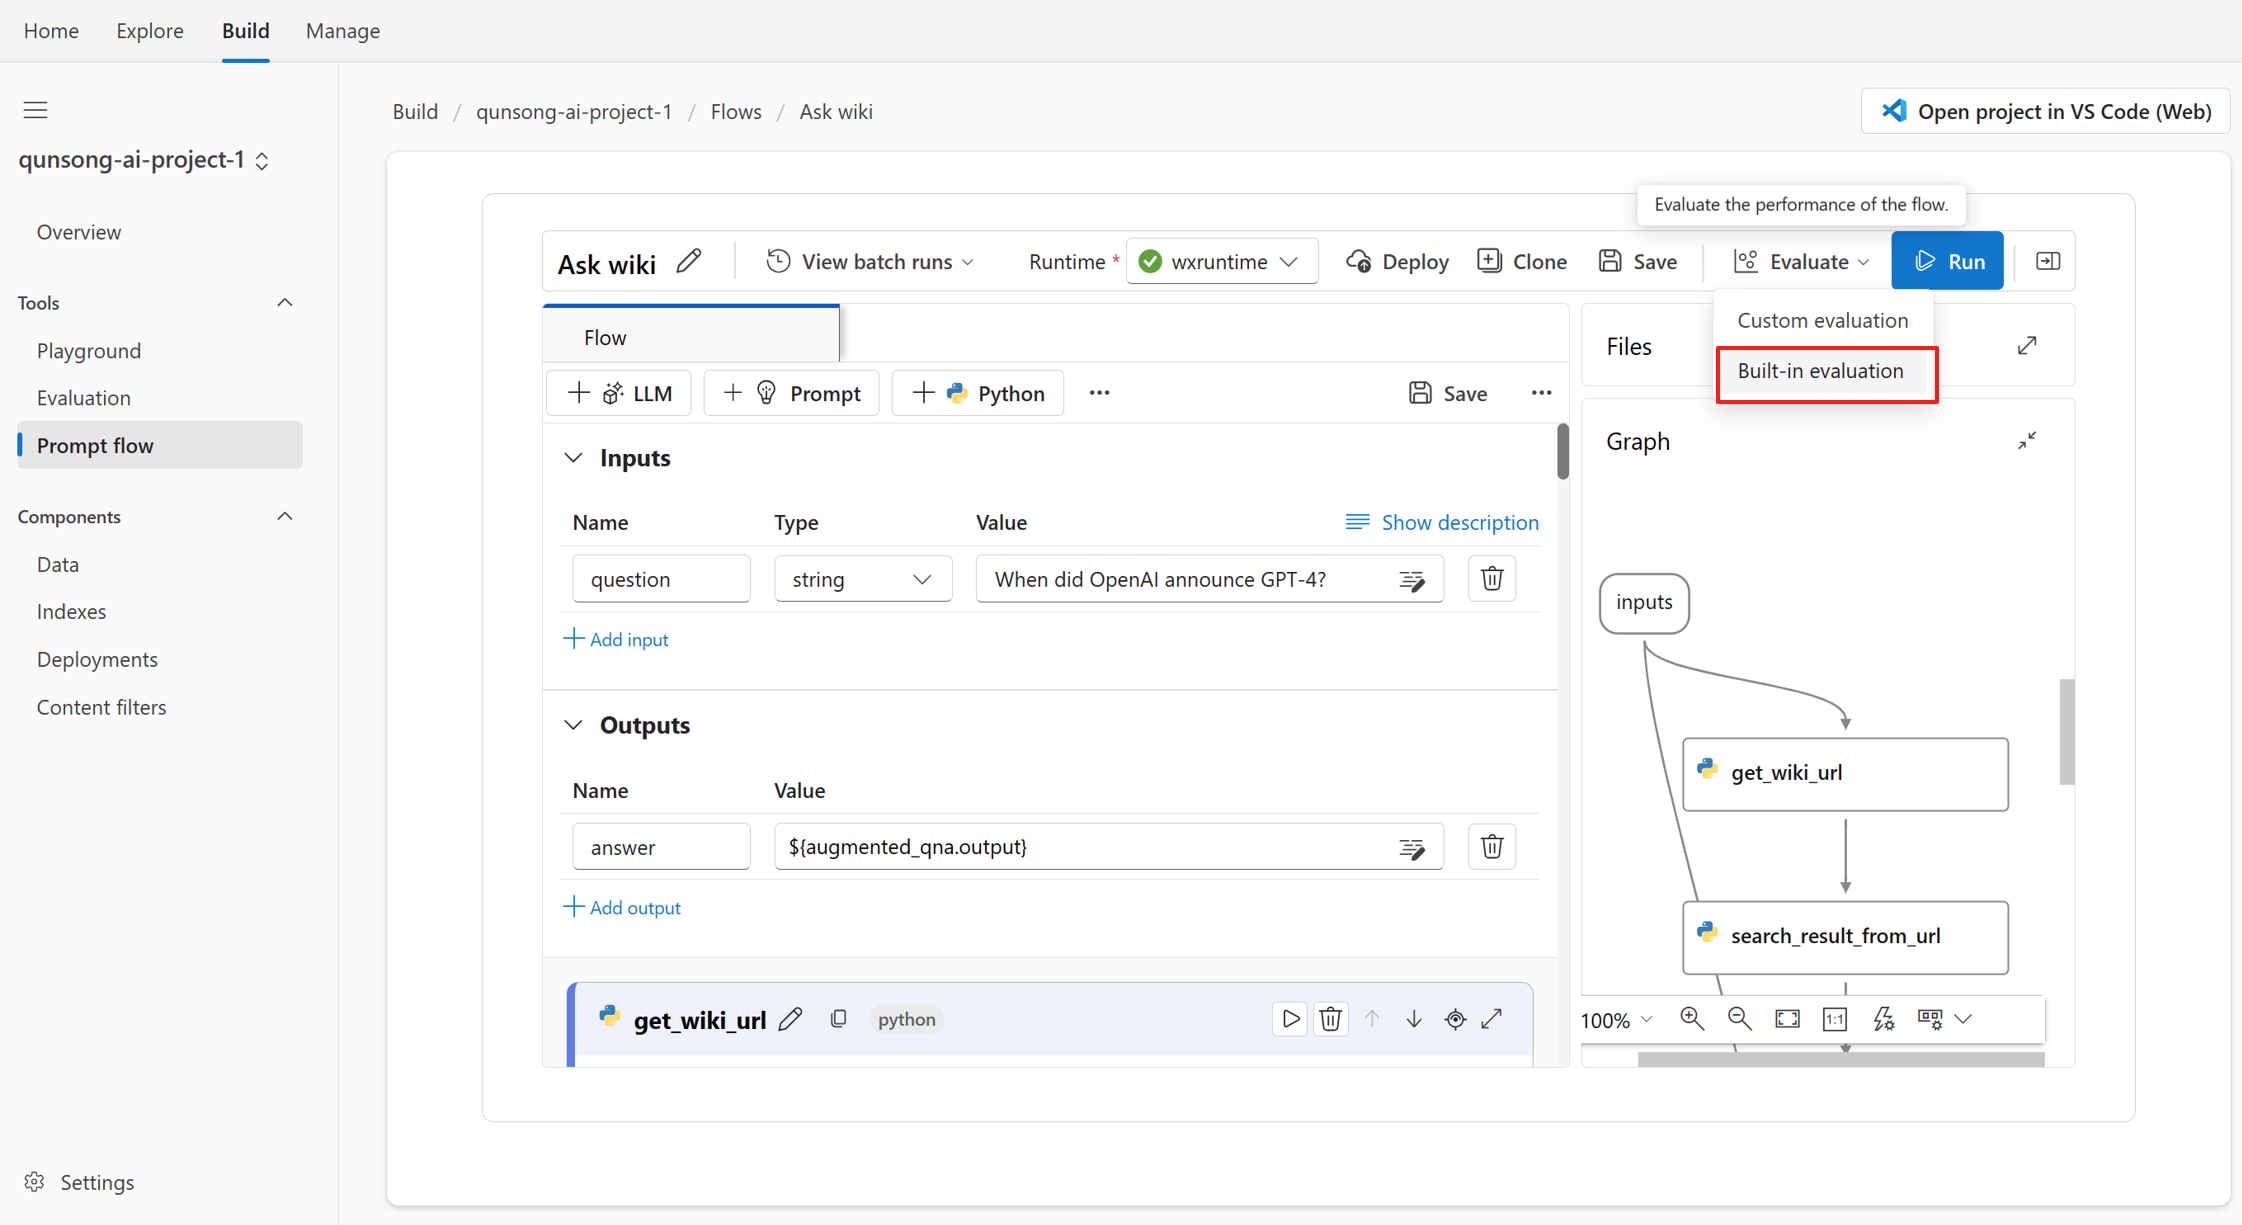 Home Explore Build Manage
Build / qunsong-ai-project-1 / Flows / Ask wiki
Open project in VS Code (Web)
qunsong-ai-project-1
Overview
Tools
Playground
Evaluation
Prompt flow
Components
Data
Indexes
Deployments
Content filters
Settings
Evaluate the performance of the flow.
Ask wiki View batch runs Runtime * wxruntime Deploy Clone Save Evaluate Run
Custom evaluation
Built-in evaluation
Flow
LLM Prompt Python ... Save ...
Inputs
Name Type Value Show description
question string When did OpenAI announce GPT-4?
Add input
Outputs
Name Value
answer ${augmented_qna.output}
Add output
get_wiki_url python
Files
Graph
inputs
get_wiki_url
search_result_from_url
100% 1:1